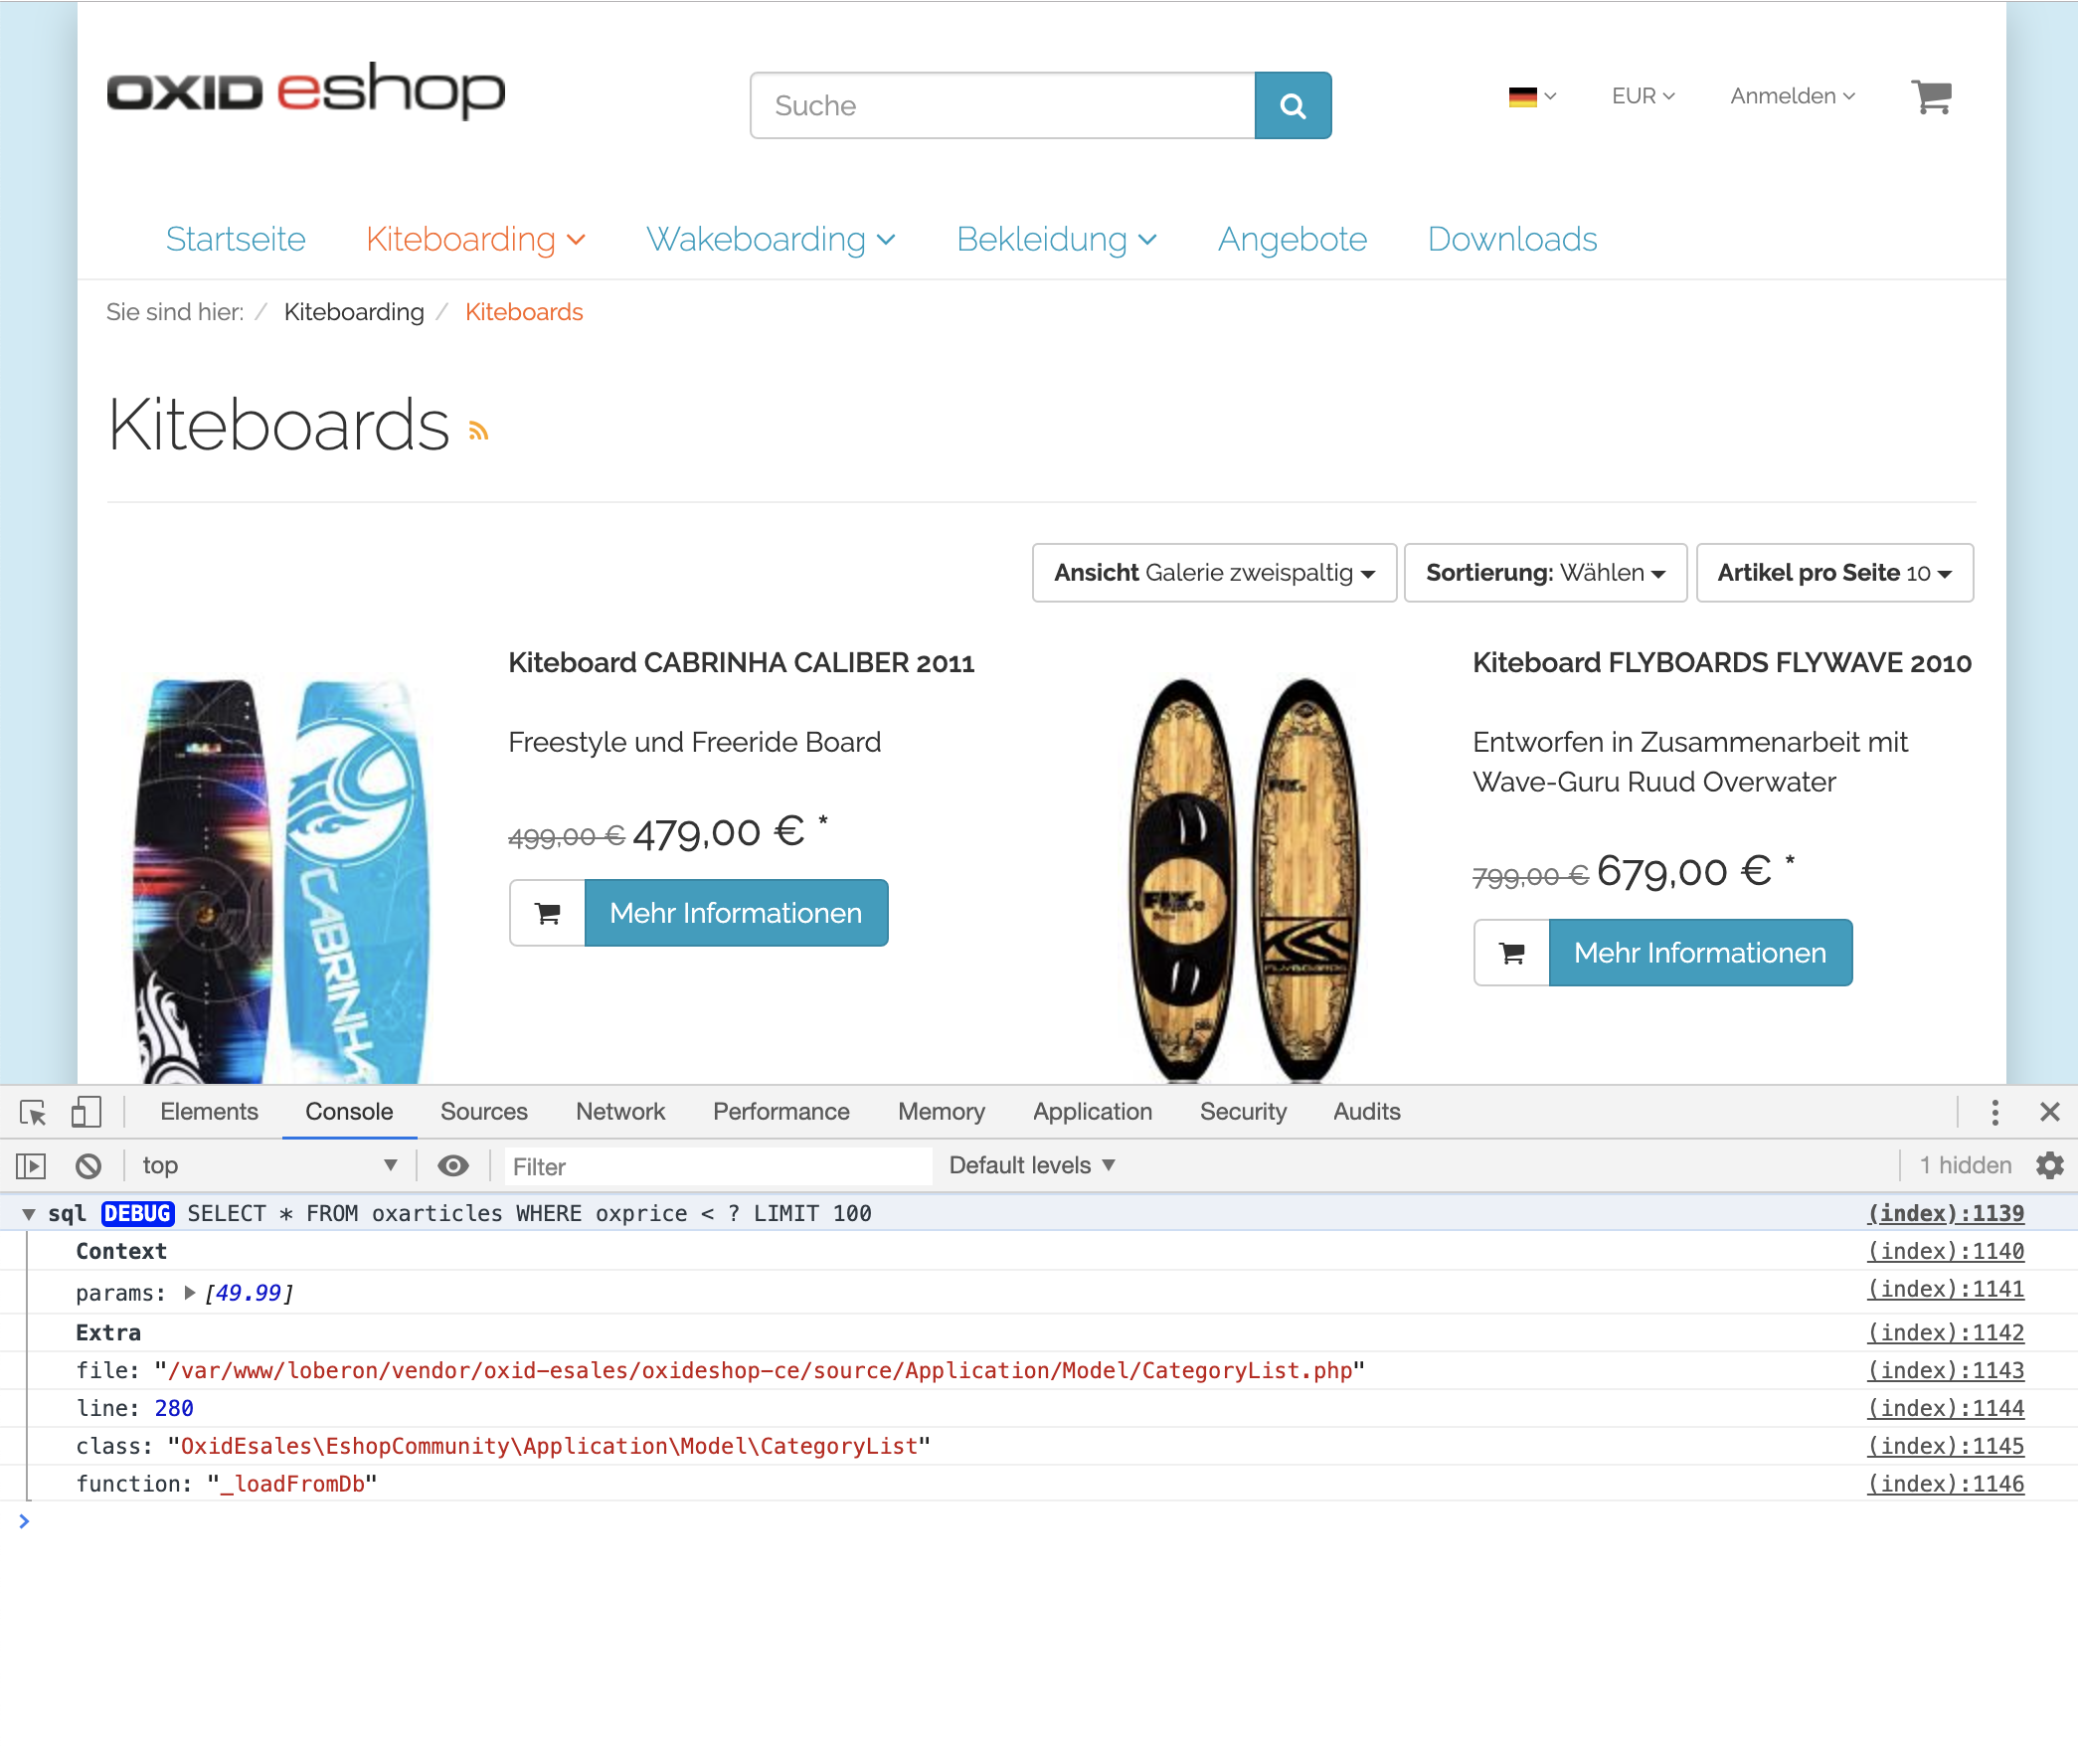 OXID eshop
Suche
EUR
Anmelden
Startseite Kiteboarding Wakeboarding Bekleidung Angebote Downloads
Sie sind hier: / Kiteboarding / Kiteboards
Kiteboards
Ansicht Galerie zweispaltig Sortierung: Wählen Artikel pro Seite 10
Kiteboard CABRINHA CALIBER 2011
Freestyle und Freeride Board
499,00 € 479,00 € *
Mehr Informationen
CABRINHA
Kiteboard FLYBOARDS FLYWAVE 2010
Entworfen in Zusammenarbeit mit
Wave-Guru Ruud Overwater
799,00 € 679,00 € *
Mehr Informationen
FLYBOARDS
Elements Console Sources Network Performance Memory Application Security Audits
top Filter Default levels 1 hidden
sql DEBUG SELECT * FROM oxarticles WHERE oxprice < ? LIMIT 100 (index):1139
Context (index):1140
params: [49.99] (index):1141
Extra (index):1142
file: "/var/www/loberon/vendor/oxid-esales/oxideshop-ce/source/Application/Model/CategoryList.php" (index):1143
line: 280 (index):1144
class: "OxidEsales\EshopCommunity\Application\Model\CategoryList" (index):1145
function: "_loadFromDb" (index):1146
>